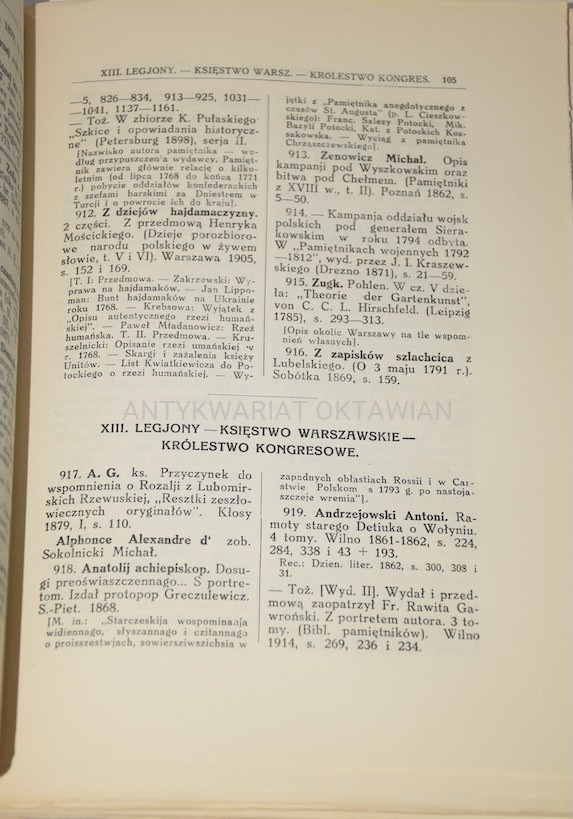 XIII. LEGJONY. — KSIĘSTWO WARSZ. — KRÓLESTWO KONGRES. 105
—5, 826—834, 913—925, 1031—
—1041, 1137—1161.
— Toż. W zbiorze K. Pułaskiego
„Szkice i opowiadania historycz-
ne” (Petersburg 1898), serja II.
[Nazwisko autora pamiętnika — we-
dług przypuszczeń wydawcy. Pamięt-
nik zawiera głównie relację o kilko-
letnim (od lipca 1768 do końca 1771
r.) pobycie oddziałów konfederackich
z szefami barskimi za Dniestrem w
Turcji i o powrocie ich do kraju].
912. Z dziejów hajdamaczyzny.
2 części. Z przedmową Henryka
Mościckiego. (Dzieje porozbioro-
we narodu polskiego w żywem
słowie, t. V i VI). Warszawa 1905,
s. 152 i 169.
[T. I: Przedmowa. — Zakrzewski: Wy-
prawa na hajdamaków. — Jan Lippo-
man: Bunt hajdamaków na Ukrainie
roku 1768. — Krebsowa: Wyjątek z
„Opisu autentycznego rzezi humań-
skiej”. — Paweł Mładanowicz: Rzeź
humańska. T. II. Przedmowa. — Kru-
szelnicki: Opisanie rzezi umańskiej w
r. 1768. — Skargi i zażalenia księży
Unitów. — List Kwiatkiewicza do Po-
tockiego o rzezi humańskiej. — Wy-
jątki z „Pamiętnika anegdotycznego z
czasów St. Augusta” (p. L. Cieszkow-
skiego): Franc. Salezy Potocki, Mik.
Bazyli Potocki, Kat. z Potockich Kos-
sakowska. — Wyciąg z pamiętnika
Chrząszczewskiego].
913. Zenowicz Michał. Opis
kampanji pod Wyszkowem oraz
bitwa pod Chełmem. (Pamiętniki
z XVIII w., t. II). Poznań 1862, s.
5—50.
914. — Kampanja oddziału wojsk
polskich pod generałem Siera-
kowskim w roku 1794 odbyta.
W „Pamiętnikach wojennych 1792
—1812”, wyd. przez J. I. Kraszew-
skiego (Drezno 1871), s. 21—59.
915. Zugk. Pohlen. W cz. V dzie-
ła: „Theorie der Gartenkunst”,
von C. C. L. Hirschfeld. (Leipzig
1785), s. 293—313.
[Opis okolic Warszawy na tle wspom-
nień własnych].
916. Z zapisków szlachcica z
Lubelskiego. (O 3 maju 1791 r.).
Sobótka 1869, s. 159.
ANTYKWARIAT OKTAWIAN
XIII. LEGJONY — KSIĘSTWO WARSZAWSKIE —
KRÓLESTWO KONGRESOWE.
917. A. G. ks. Przyczynek do
wspomnienia o Rozalji z Lubomir-
skich Rzewuskiej, „Resztki zeszło-
wiecznych oryginałów”. Kłosy
1879, I, s. 110.
Alphonce Alexandre d' zob.
Sokolnicki Michał.
918. Anatolij achiepiskop. Dosu-
gi preoświaszczennago... S portre-
tom. Izdał protopop Greczulewicz.
S.-Piet. 1868.
[M. in.: „Starczeskija wospominanja
widiennego, słyszannago i czitannago
o proisszestwjach, sowiersziwszichsia w
zapadnych obłastiach Rossii i w Car-
stwie Polskom s 1793 g. po nastoja-
szczeje wremia”].
919. Andrzejowski Antoni. Ra-
moty starego Detiuka o Wołyniu.
4 tomy. Wilno 1861-1862, s. 224,
284, 338 i 43 + 193.
Rec.: Dzien. liter. 1862, s. 300, 308 i
31.
— Toż. [Wyd. II]. Wydał i przed-
mową zaopatrzył Fr. Rawita Ga-
wroński. Z portretem autora. 3 to-
my. (Bibl. pamiętników). Wilno
1914, s. 269, 236 i 234.